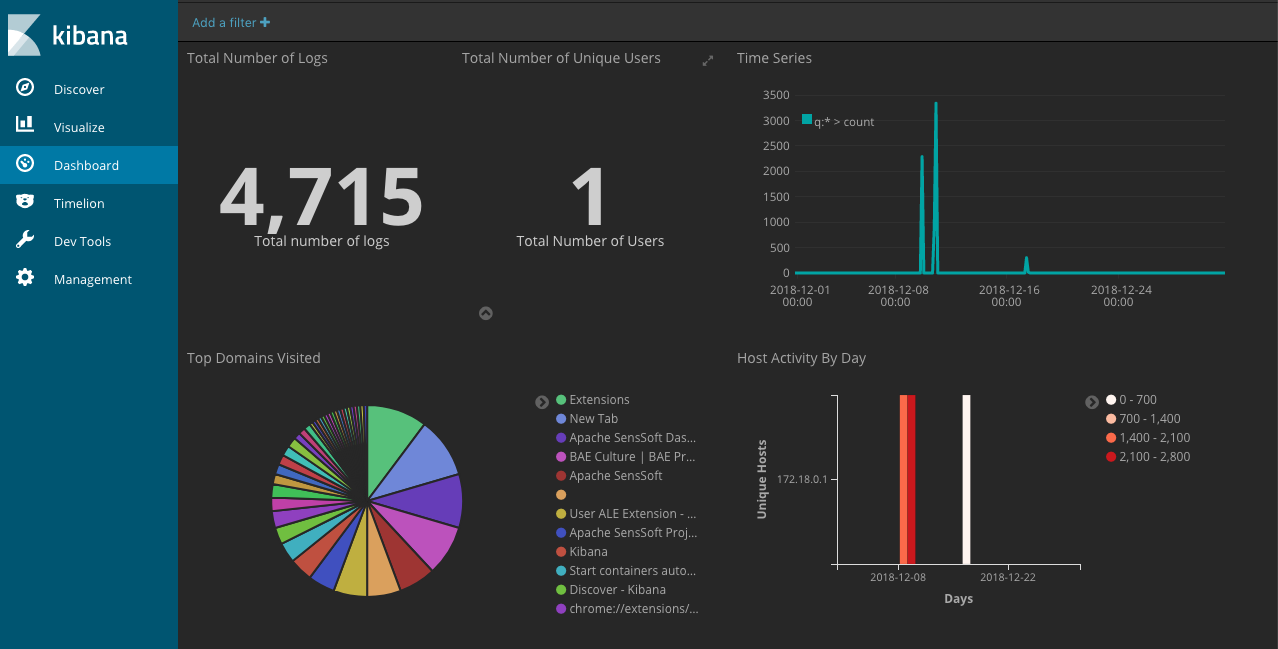 kibana
Discover
Visualize
Dashboard
Timelion
Dev Tools
Management
Add a filter +
Total Number of Logs
4,715
Total number of logs
Total Number of Unique Users
1
Total Number of Users
Time Series
q:* > count
3500
3000
2500
2000
1500
1000
500
0
2018-12-01 00:00
2018-12-08 00:00
2018-12-16 00:00
2018-12-24 00:00
Top Domains Visited
Extensions
New Tab
Apache SensSoft Das...
BAE Culture | BAE Pr...
Apache SensSoft
User ALE Extension - ...
Apache SensSoft Proj...
Kibana
Start containers auto...
Discover - Kibana
chrome://extensions/...
Host Activity By Day
Unique Hosts
172.18.0.1
2018-12-08
2018-12-22
Days
0 - 700
700 - 1,400
1,400 - 2,100
2,100 - 2,800